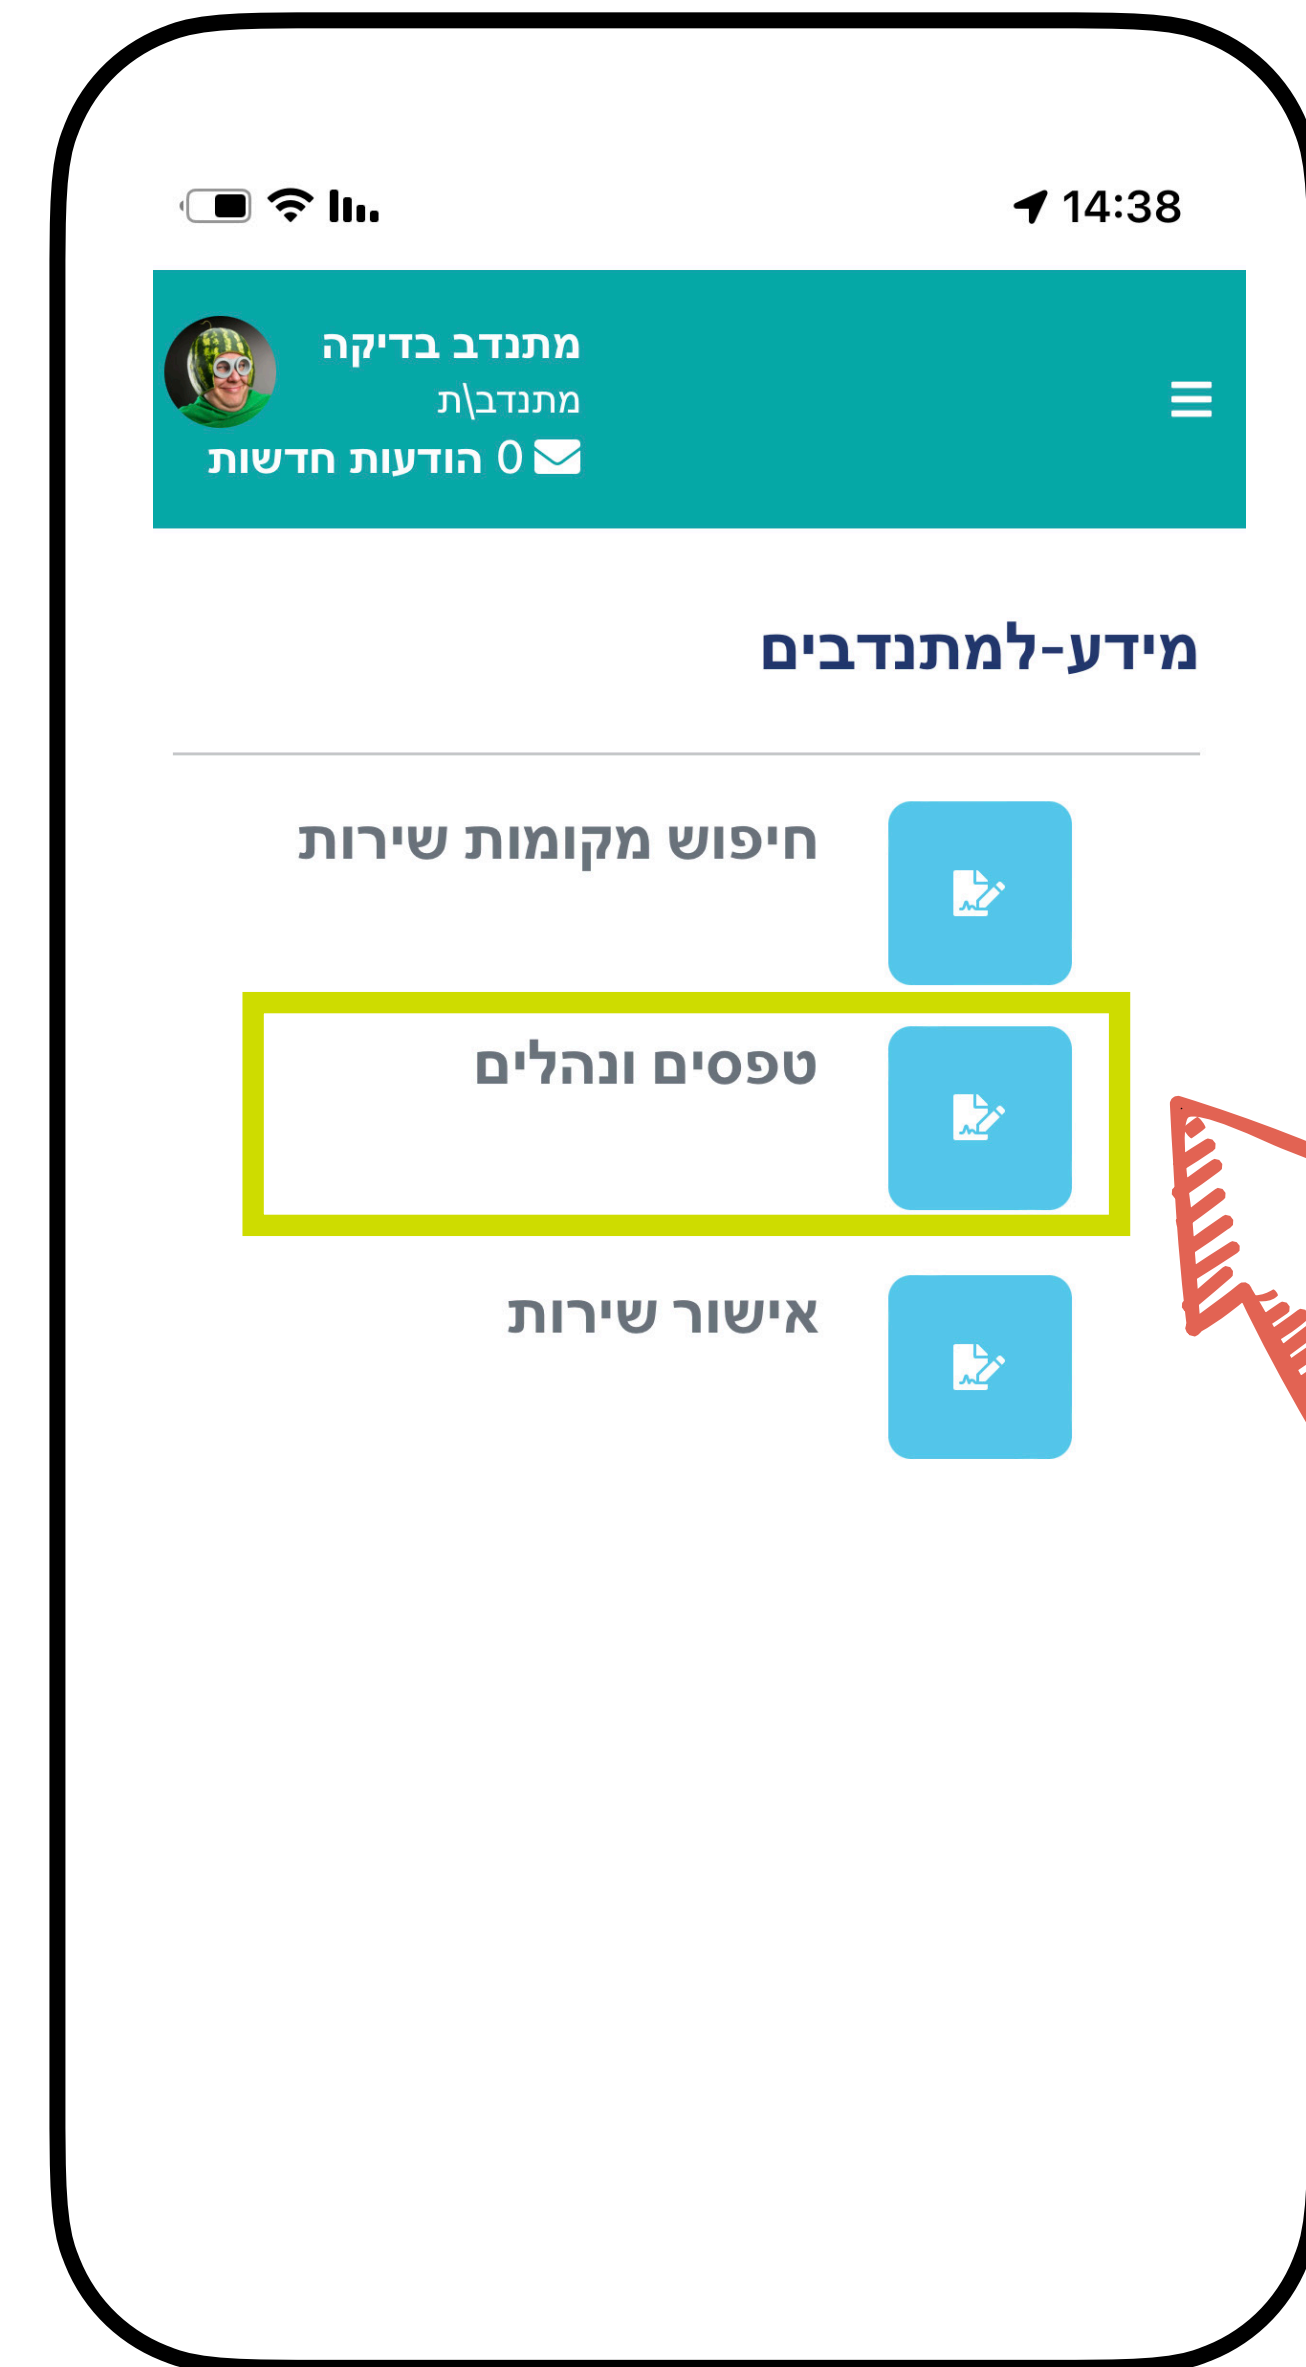 14:38
מתנדב בדיקה
מתנדב\ת
0 הודעות חדשות
מידע-למתנדבים
חיפוש מקומות שירות
טפסים ונהלים
אישור שירות